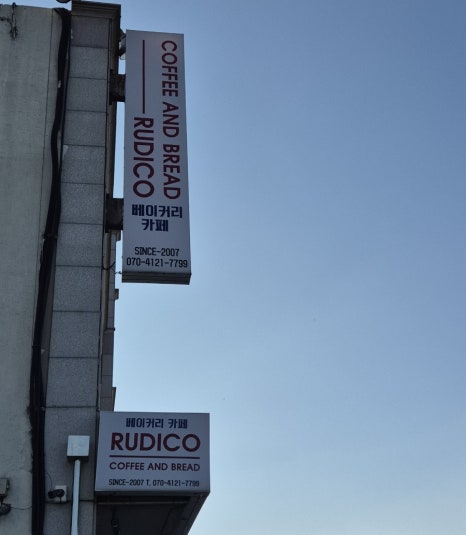 COFFEE AND BREAD
RUDICO
베이커리
카페
SINCE-2007
070-4121-7799
베이커리 카페
RUDICO
COFFEE AND BREAD
SINCE-2007 T. 070-4121-7799